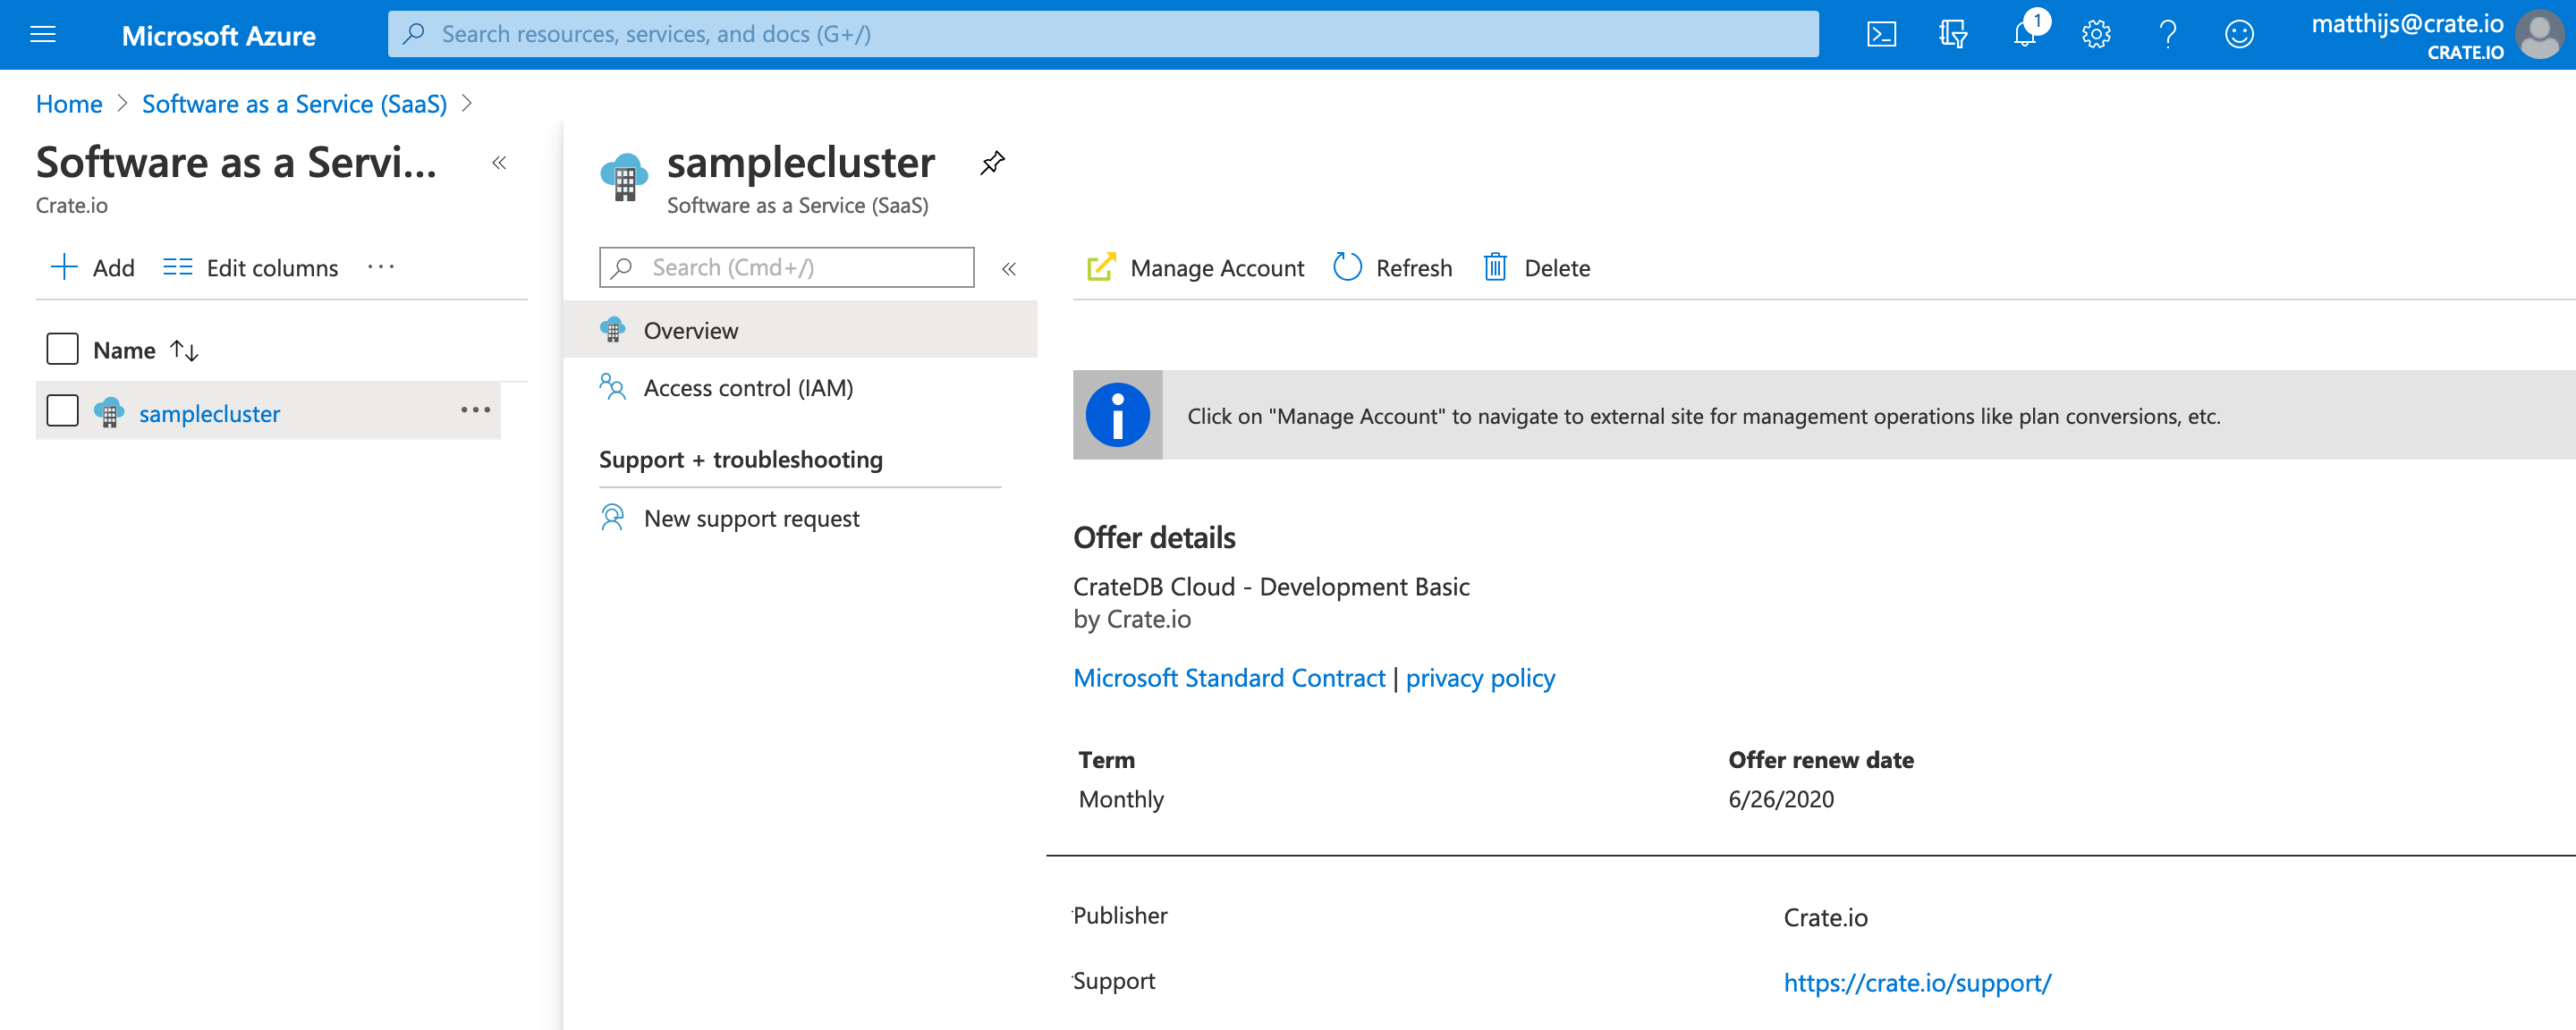 Microsoft Azure
Search resources, services, and docs (G+/)
1
matthijs@crate.io
CRATE.IO
Home > Software as a Service (SaaS) >
Software as a Servi...
Crate.io
Add
Edit columns
Name
samplecluster
samplecluster
Software as a Service (SaaS)
Search (Cmd+/)
Overview
Access control (IAM)
Support + troubleshooting
New support request
Manage Account
Refresh
Delete
Click on "Manage Account" to navigate to external site for management operations like plan conversions, etc.
Offer details
CrateDB Cloud - Development Basic
by Crate.io
Microsoft Standard Contract | privacy policy
Term
Offer renew date
Monthly
6/26/2020
Publisher
Crate.io
Support
https://crate.io/support/